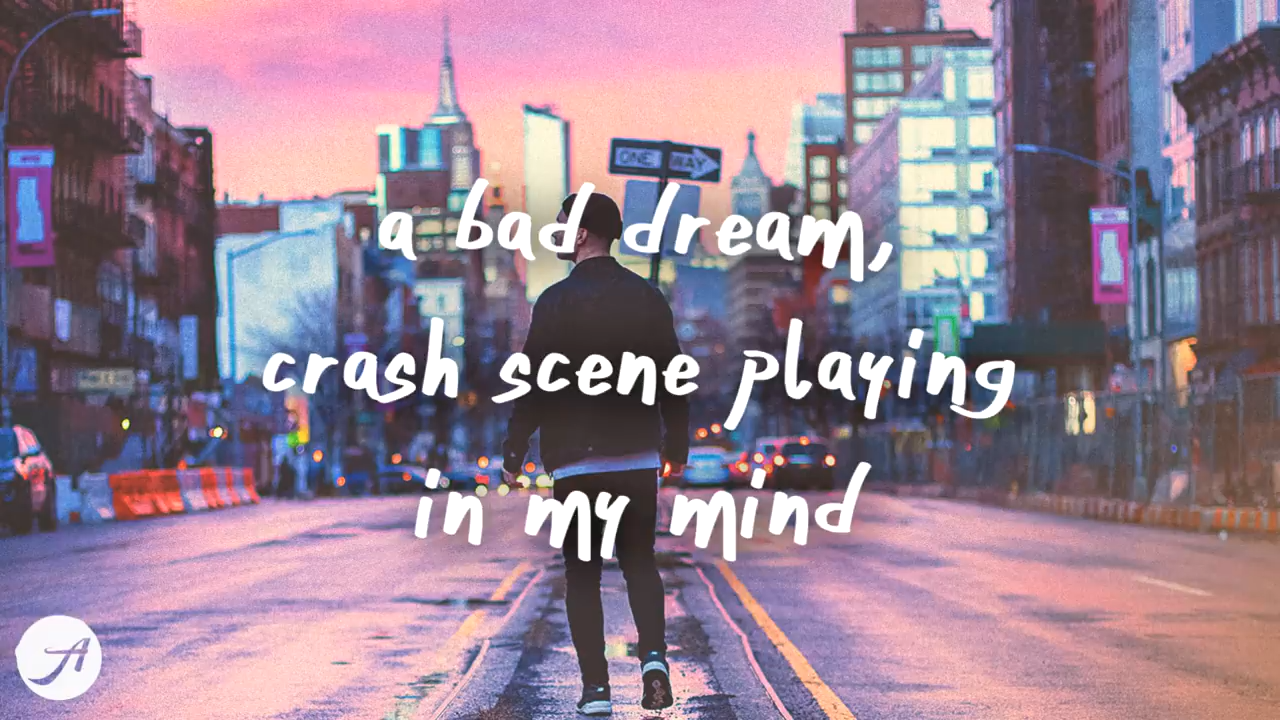 ONE WAY
a bad dream,
crash scene playing
in my mind
A